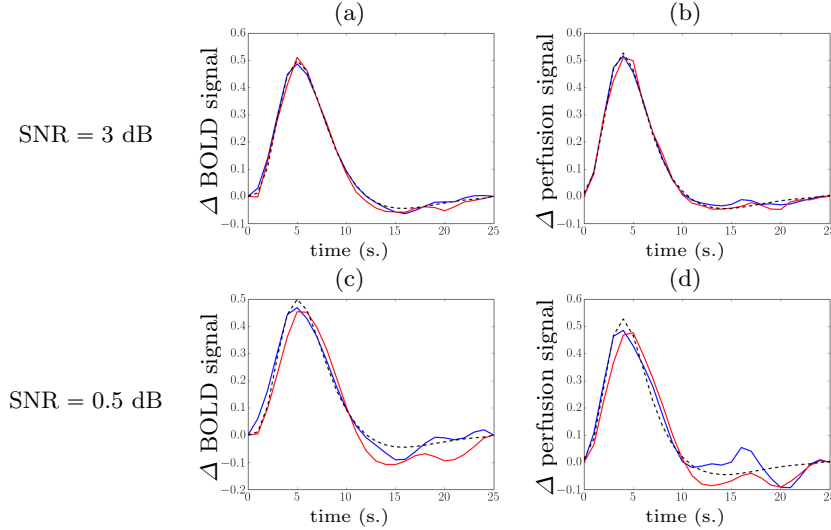 (a)
(b)
SNR = 3 dB
Δ BOLD signal
0.6
0.5
0.4
0.3
0.2
0.1
0.0
−0.1
0 5 10 15 20 25
time (s.)
Δ perfusion signal
0.6
0.5
0.4
0.3
0.2
0.1
0.0
−0.1
0 5 10 15 20 25
time (s.)
(c)
(d)
SNR = 0.5 dB
Δ BOLD signal
0.5
0.4
0.3
0.2
0.1
0.0
−0.1
−0.2
0 5 10 15 20 25
time (s.)
Δ perfusion signal
0.6
0.5
0.4
0.3
0.2
0.1
0.0
−0.1
0 5 10 15 20 25
time (s.)